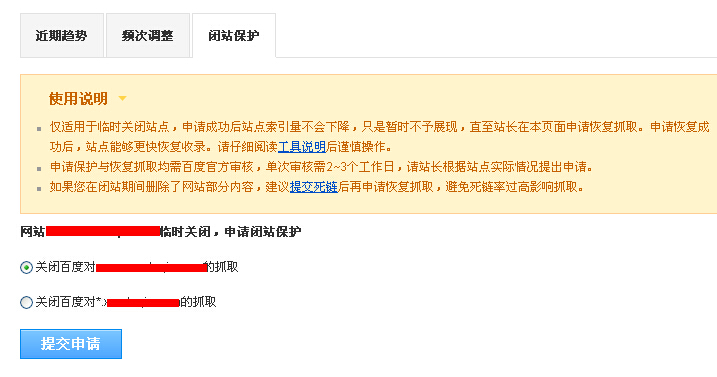 近期趋势 频次调整 闭站保护
使用说明
仅适用于临时关闭站点，申请成功后站点索引量不会下降，只是暂时不予展现，直至站长在本页面申请恢复抓取。申请恢复成
功后，站点能够更快恢复收录。请仔细阅读工具说明后谨慎操作。
申请保护与恢复抓取均需百度官方审核，单次审核需2~3个工作日，请站长根据站点实际情况提出申请。
如果您在闭站期间删除了网站部分内容，建议提交死链后再申请恢复抓取，避免死链率过高影响抓取。
网站 临时关闭，申请闭站保护
关闭百度对 的抓取
关闭百度对*. 的抓取
提交申请